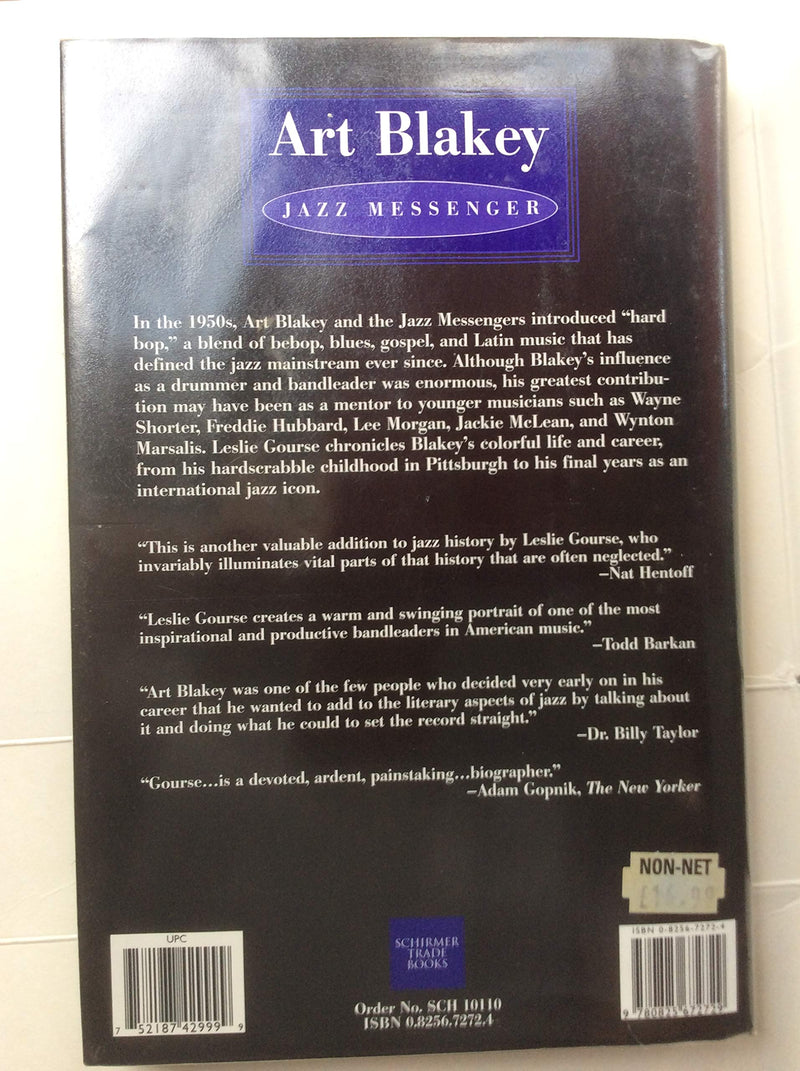 Art Blakey
JAZZ MESSENGER
In the 1950s, Art Blakey and the Jazz Messengers introduced “hard
bop,” a blend of bebop, blues, gospel, and Latin music that has
defined the jazz mainstream ever since. Although Blakey’s influence
as a drummer and bandleader was enormous, his greatest contribu-
tion may have been as a mentor to younger musicians such as Wayne
Shorter, Freddie Hubbard, Lee Morgan, Jackie McLean, and Wynton
Marsalis. Leslie Gourse chronicles Blakey’s colorful life and career,
from his hardscrabble childhood in Pittsburgh to his final years as an
international jazz icon.
“This is another valuable addition to jazz history by Leslie Gourse, who
invariably illuminates vital parts of that history that are often neglected.”
–Nat Hentoff
“Leslie Gourse creates a warm and swinging portrait of one of the most
inspirational and productive bandleaders in American music.”
–Todd Barkan
“Art Blakey was one of the few people who decided very early on in his
career that he wanted to add to the literary aspects of jazz by talking about
it and doing what he could to set the record straight.”
–Dr. Billy Taylor
“Gourse...is a devoted, ardent, painstaking...biographer.”
–Adam Gopnik, The New Yorker
NON-NET
UPC
7 52187 42999 9
SCHIRMER
TRADE
BOOKS
Order No. SCH 10110
ISBN 0.8256.7272.4
ISBN 0-8256-7272-4
9 780825 672729